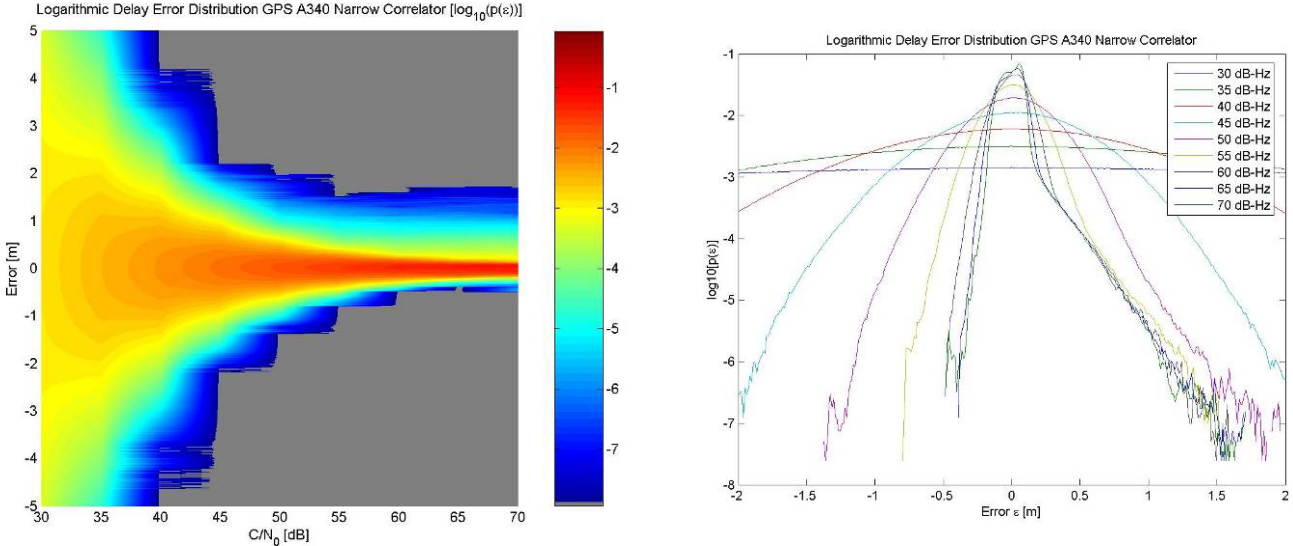 Logarithmic Delay Error Distribution GPS A340 Narrow Correlator [log10(p(ε))]
5
4
3
2
1
0
-1
-2
-3
-4
-5
Error [m]
30
35
40
45
50
55
60
65
70
C/N0 [dB]
-1
-2
-3
-4
-5
-6
-7
Logarithmic Delay Error Distribution GPS A340 Narrow Correlator
-1
-2
-3
-4
-5
-6
-7
-8
log10[p(ε)]
-2
-1.5
-1
-0.5
0
0.5
1
1.5
2
Error ε [m]
30 dB-Hz
35 dB-Hz
40 dB-Hz
45 dB-Hz
50 dB-Hz
55 dB-Hz
60 dB-Hz
65 dB-Hz
70 dB-Hz